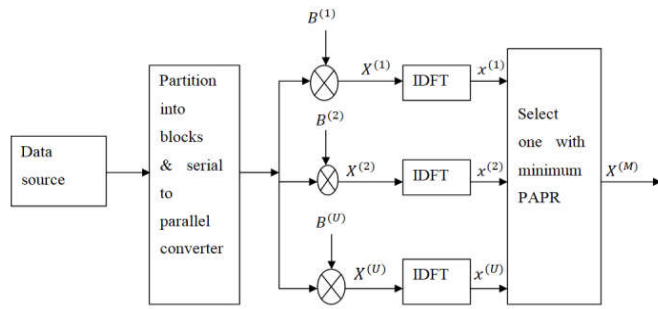 B^(1)
Partition
into
blocks
& serial
to
parallel
converter
Data
source
X^(1)
IDFT
x^(1)
B^(2)
X^(2)
IDFT
x^(2)
B^(U)
X^(U)
IDFT
x^(U)
Select
one with
minimum
PAPR
X^(M)